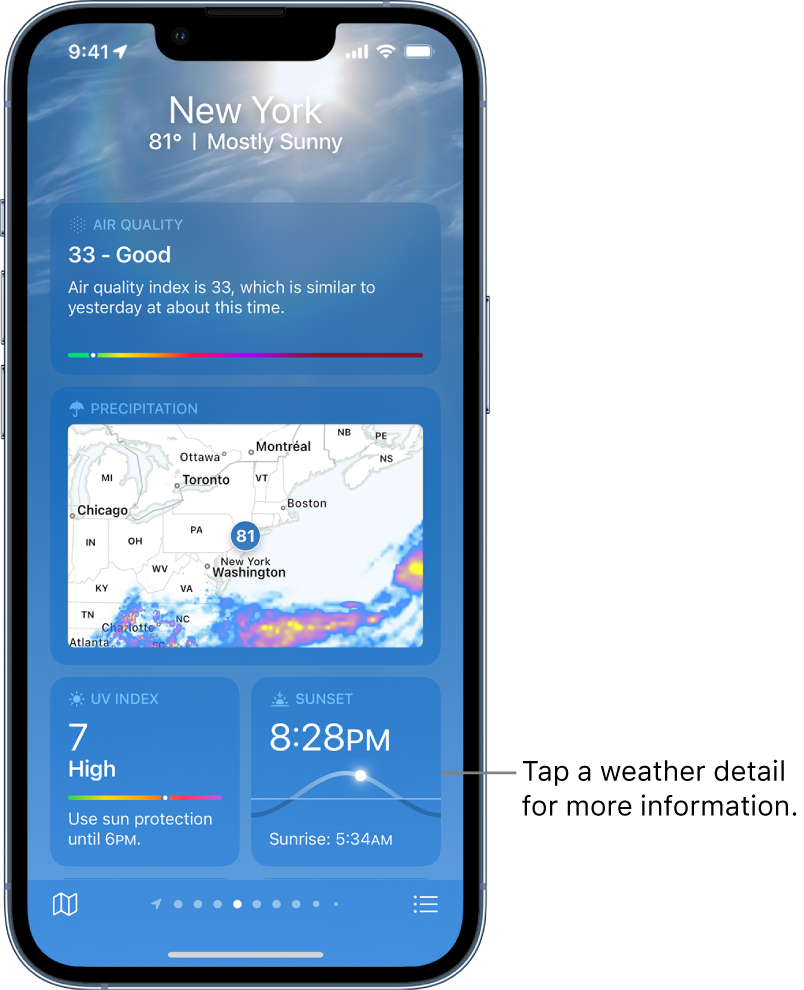 9:41
New York
81° | Mostly Sunny
AIR QUALITY
33 - Good
Air quality index is 33, which is similar to
yesterday at about this time.
PRECIPITATION
NB
PE
Montréal
Ottawa
NS
MI
Toronto
VT
Chicago
Boston
PA
81
IN
OH
New York
WV
Washington
KY
VA
TN
NC
Charlotte
Atlanta
SC
UV INDEX
7
High
Use sun protection
until 6PM.
SUNSET
8:28PM
Sunrise: 5:34AM
Tap a weather detail
for more information.